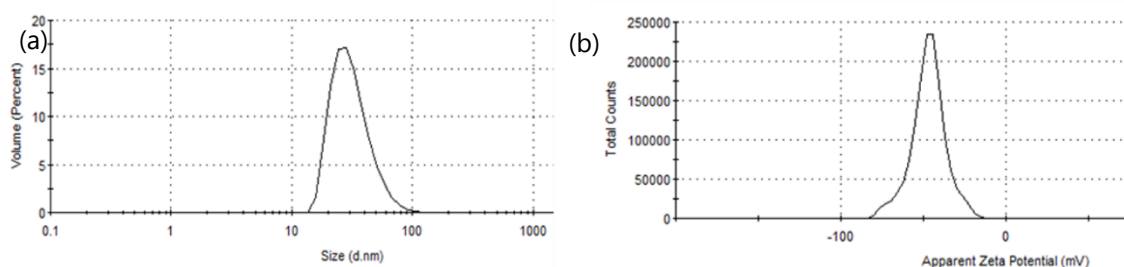 (a)
Volume (Percent)
20
15
10
5
0
0.1 1 10 100 1000
Size (d.nm)
(b)
Total Counts
250000
200000
150000
100000
50000
0
-100 0
Apparent Zeta Potential (mV)